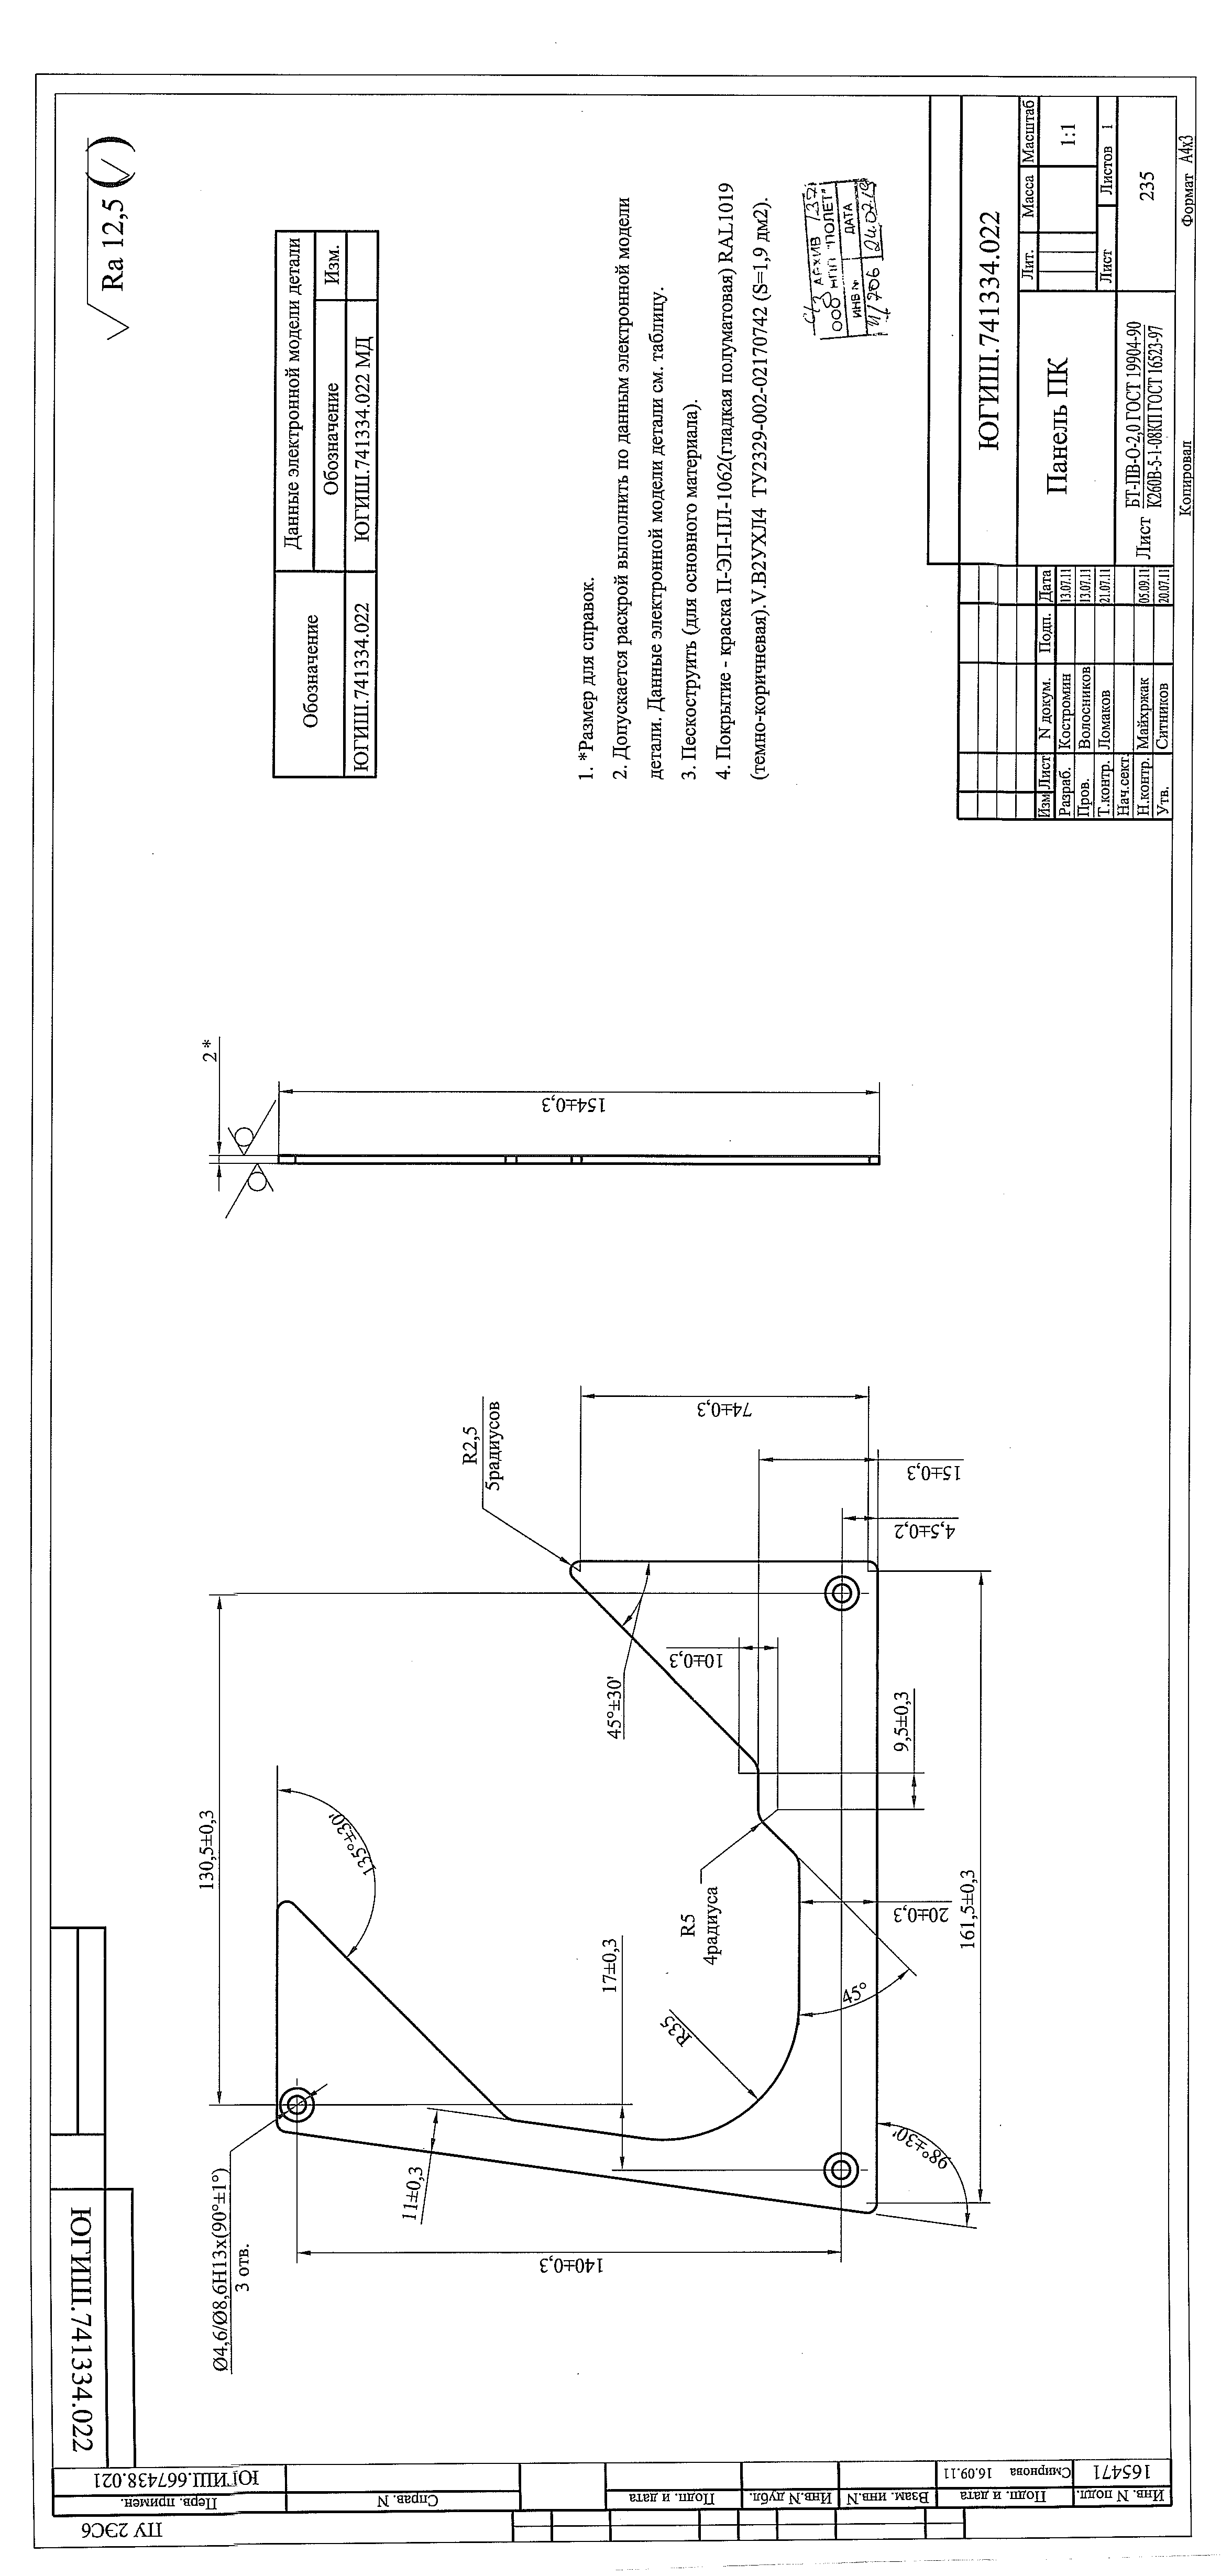 ПУ 2ЭС6
Перв. примен.
ЮГИШ.667438.021
Справ. N
Подп. и дата
Инв.N дубл.
Взам. инв.N
Подп. и дата
Смирнова 16.09.11
Инв. N подл.
165471
ЮГИШ.741334.022
Ø4,6/Ø8,6H13x(90°±1°)
3 отв.
130,5±0,3
135°±30'
11±0,3
17±0,3
140±0,3
R35
R5
4радиуса
45°
20±0,3
98°±30'
161,5±0,3
9,5±0,3
10±0,3
45°±30'
R2,5
5радиусов
74±0,3
15±0,3
4,5±0,2
2*
154±0,3
Ra 12,5 (√)
Обозначение
Данные электронной модели детали
Обозначение
Изм.
ЮГИШ.741334.022
ЮГИШ.741334.022 МД
1. *Размер для справок.
2. Допускается раскрой выполнить по данным электронной модели
детали. Данные электронной модели детали см. таблицу.
3. Пескоструить (для основного материала).
4. Покрытие - краска П-ЭП-ПЛ-1062(гладкая полуматовая) RAL1019
(темно-коричневая).V.В2УХЛ4 ТУ2329-002-02170742 (S=1,9 дм2).
АРХИВ
ООО НПП "ПОЛЕТ"
ИНВ № ДАТА
ЮГИШ.741334.022
Изм Лист N докум. Подп. Дата
Разраб. Костромин 13.07.11
Пров. Волосников 13.07.11
Т.контр. Ломаков 21.07.11
Нач.сект.
Н.контр. Майхржак 05.09.11
Утв. Ситников 20.07.11
Панель ПК
Лит. Масса Масштаб
1:1
Лист Листов 1
Лист БТ-ПВ-О-2,0 ГОСТ 19904-90
К260В-5-1-08КП ГОСТ 16523-97
235
Копировал
Формат А4х3